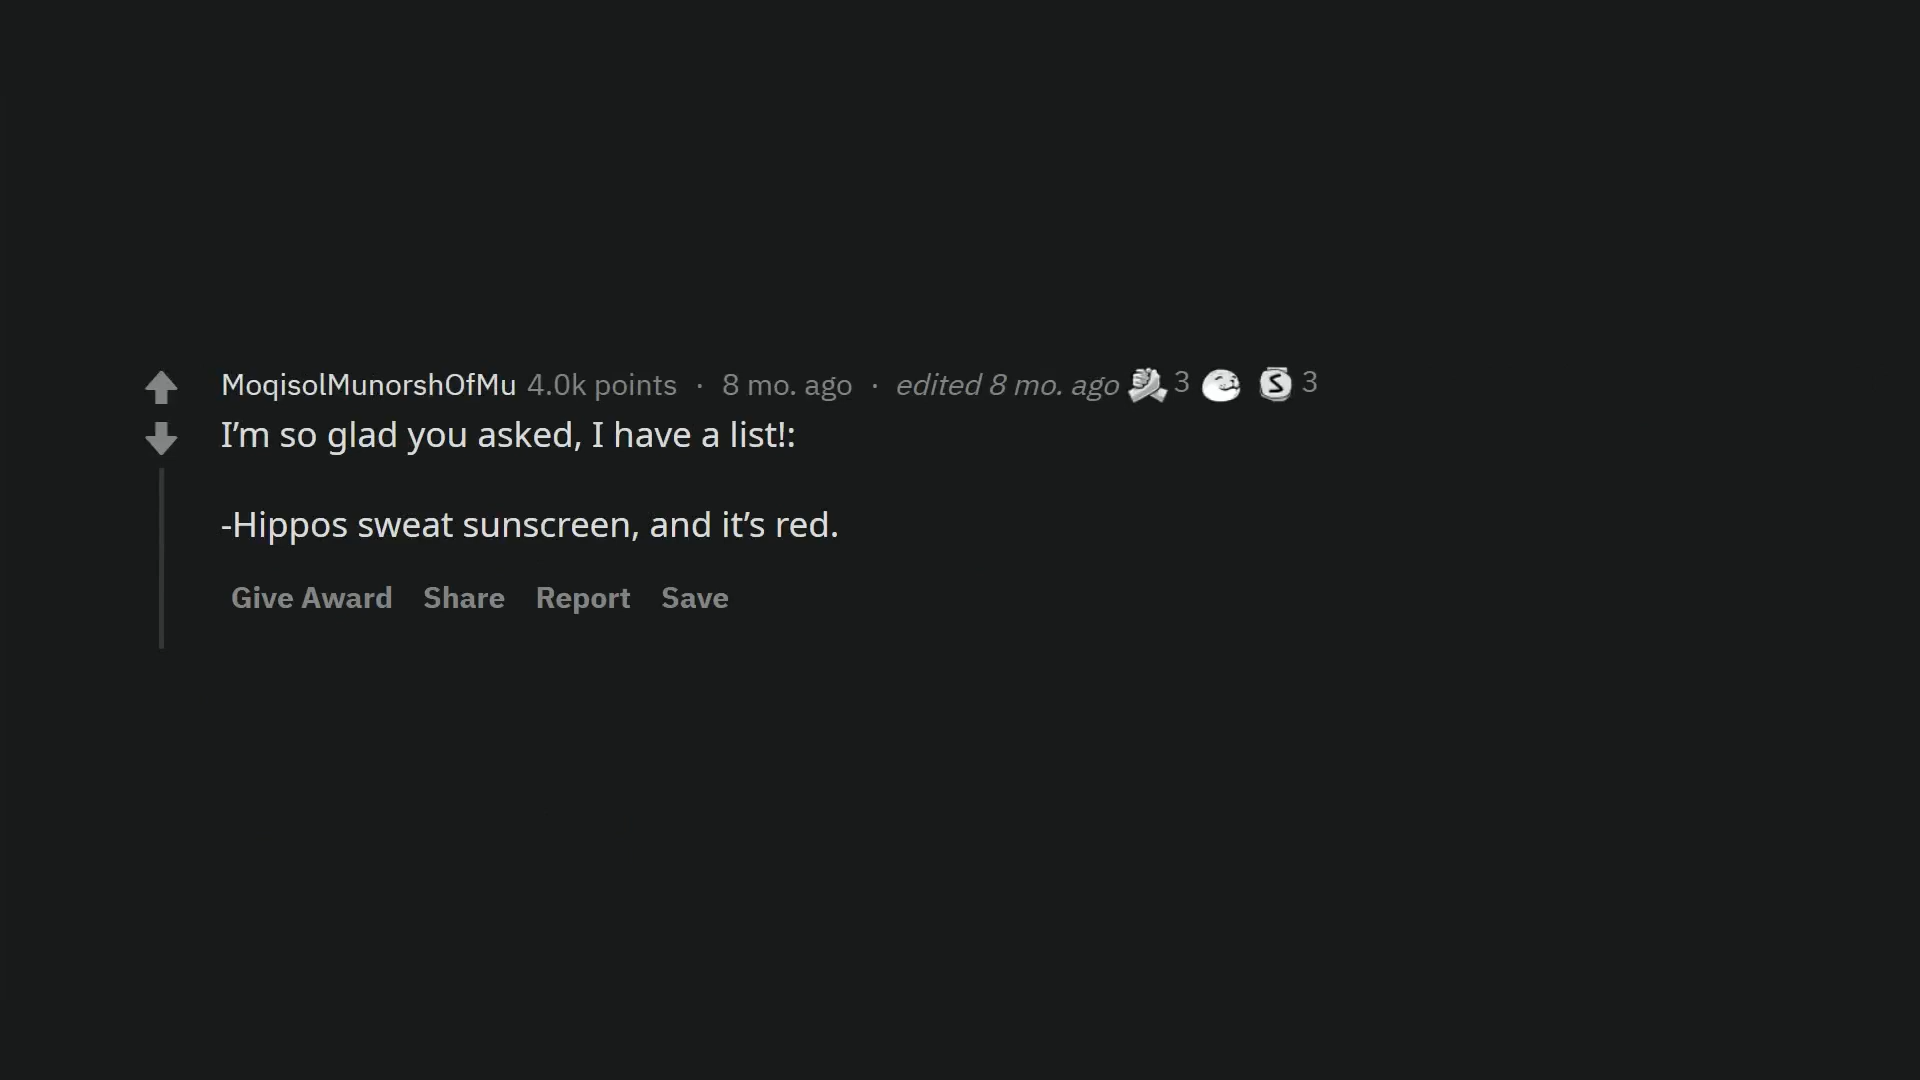 MoqisolMunorshOfMu 4.0k points · 8 mo. ago · edited 8 mo. ago 3 S 3
I’m so glad you asked, I have a list!:
-Hippos sweat sunscreen, and it’s red.
Give Award Share Report Save